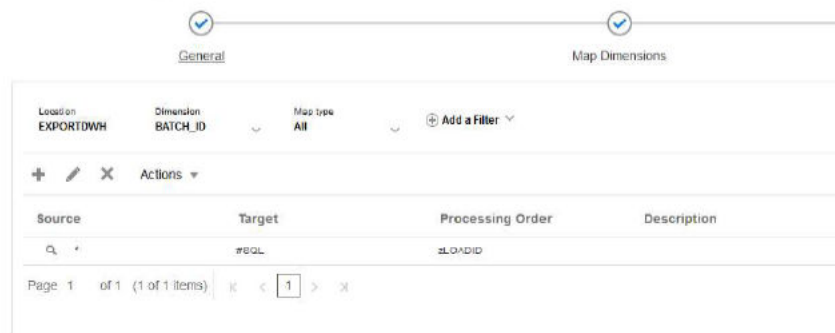 General Map Dimensions
Location Dimension Map type
EXPORTDWH BATCH_ID All Add a Filter
Actions
Source Target Processing Order Description
* #SQL zLOADID
Page 1 of 1 (1 of 1 items) 1